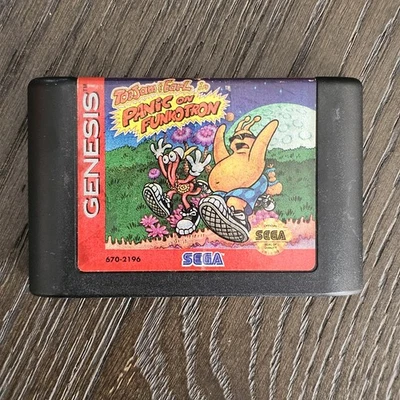 GENESIS
ToeJam & Earl in
PANIC ON
FUNKOTRON
SEGA
670-2196
SEGA